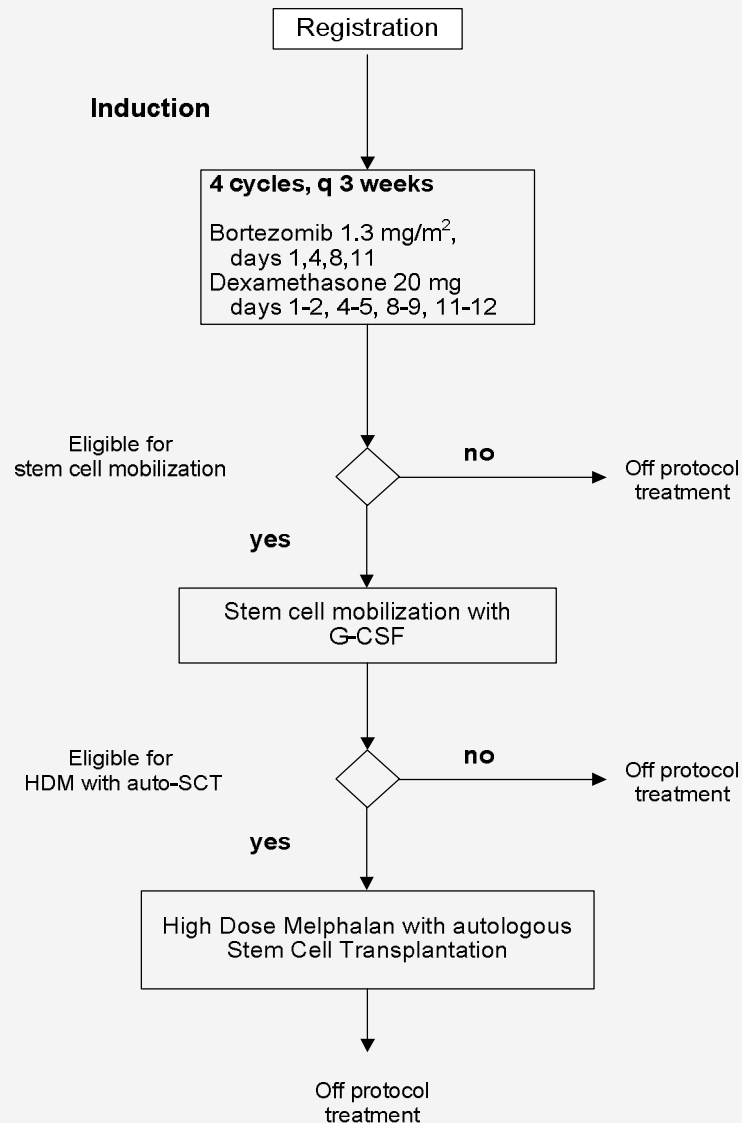 Registration
Induction
4 cycles, q 3 weeks
Bortezomib 1.3 mg/m²,
days 1,4,8,11
Dexamethasone 20 mg
days 1-2, 4-5, 8-9, 11-12
Eligible for
stem cell mobilization
no
Off protocol
treatment
yes
Stem cell mobilization with
G-CSF
Eligible for
HDM with auto-SCT
no
Off protocol
treatment
yes
High Dose Melphalan with autologous
Stem Cell Transplantation
Off protocol
treatment